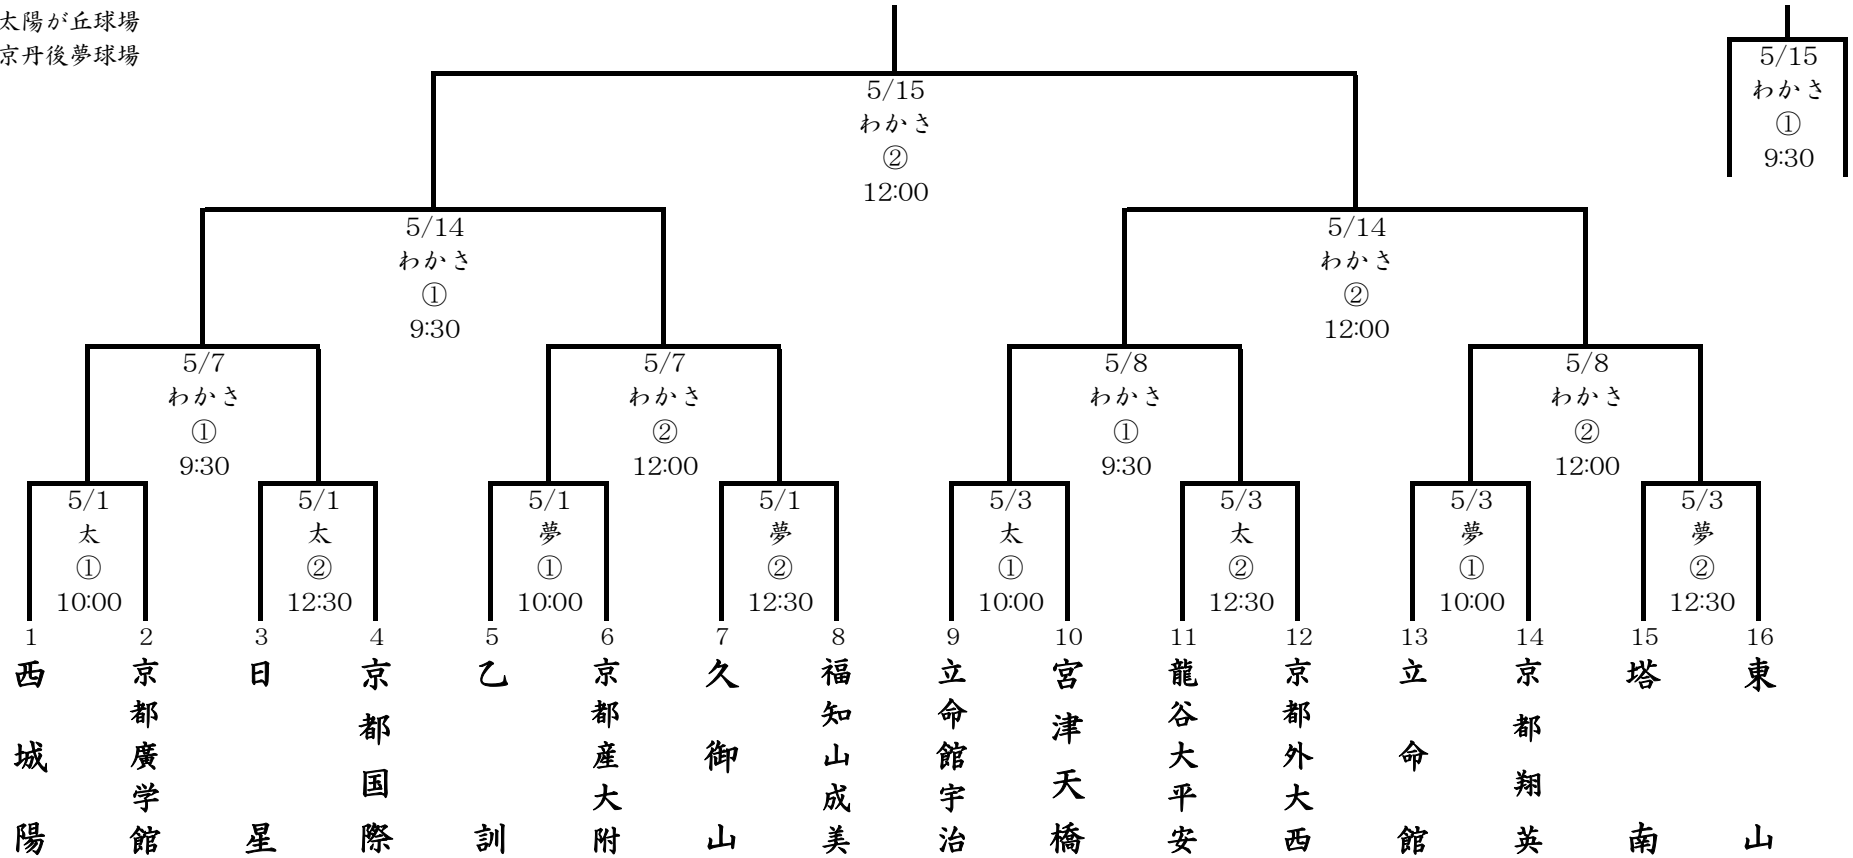 太陽が丘球場
京丹後夢球場
5/15
わかさ
①
9:30
5/15
わかさ
②
12:00
5/14
わかさ
①
9:30
5/14
わかさ
②
12:00
5/7
わかさ
①
9:30
5/7
わかさ
②
12:00
5/8
わかさ
①
9:30
5/8
わかさ
②
12:00
5/1
太
①
10:00
5/1
太
②
12:30
5/1
夢
①
10:00
5/1
夢
②
12:30
5/3
太
①
10:00
5/3
太
②
12:30
5/3
夢
①
10:00
5/3
夢
②
12:30
1
西城陽
2
京都廣学館
3
日星
4
京都国際
5
乙訓
6
京都産大附
7
久御山
8
福知山成美
9
立命館宇治
10
宮津天橋
11
龍谷大平安
12
京都外大西
13
立命館
14
京都翔英
15
塔南
16
東山